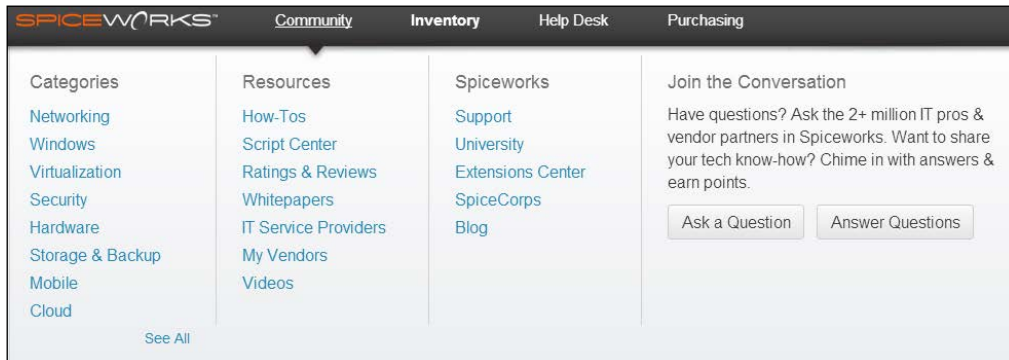 SPICEWORKS™ Community Inventory Help Desk Purchasing
Categories
Networking
Windows
Virtualization
Security
Hardware
Storage & Backup
Mobile
Cloud
See All
Resources
How-Tos
Script Center
Ratings & Reviews
Whitepapers
IT Service Providers
My Vendors
Videos
Spiceworks
Support
University
Extensions Center
SpiceCorps
Blog
Join the Conversation
Have questions? Ask the 2+ million IT pros &
vendor partners in Spiceworks. Want to share
your tech know-how? Chime in with answers &
earn points.
Ask a Question Answer Questions